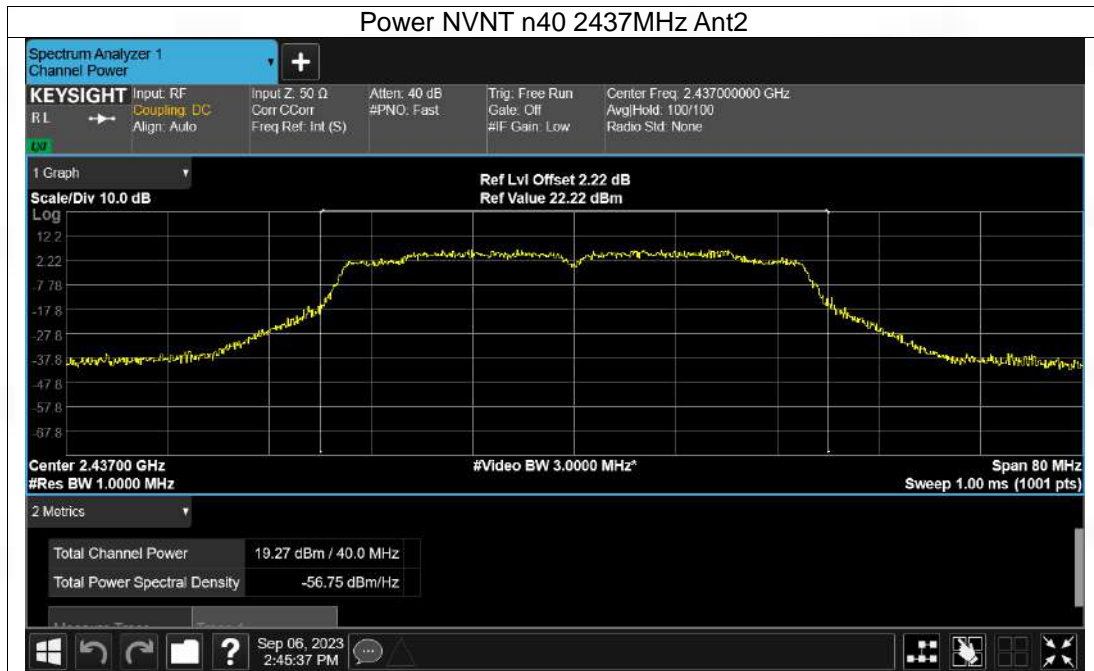 Power NVNT n40 2437MHz Ant2
Spectrum Analyzer 1
Channel Power
KEYSIGHT
R L
LXI
Input: RF
Coupling: DC
Align: Auto
Input Z: 50 Ω
Corr CCorr
Freq Ref: Int (S)
Atten: 40 dB
#PNO: Fast
Trig: Free Run
Gate: Off
#IF Gain: Low
Center Freq: 2.437000000 GHz
Avg|Hold: 100/100
Radio Std: None
1 Graph
Ref Lvl Offset 2.22 dB
Scale/Div 10.0 dB
Ref Value 22.22 dBm
Log
12.2
2.22
-7.78
-17.8
-27.8
-37.8
-47.8
-57.8
-67.8
Center 2.43700 GHz
#Video BW 3.0000 MHz*
Span 80 MHz
#Res BW 1.0000 MHz
Sweep 1.00 ms (1001 pts)
2 Metrics
Total Channel Power 19.27 dBm / 40.0 MHz
Total Power Spectral Density -56.75 dBm/Hz
Sep 06, 2023
2:45:37 PM